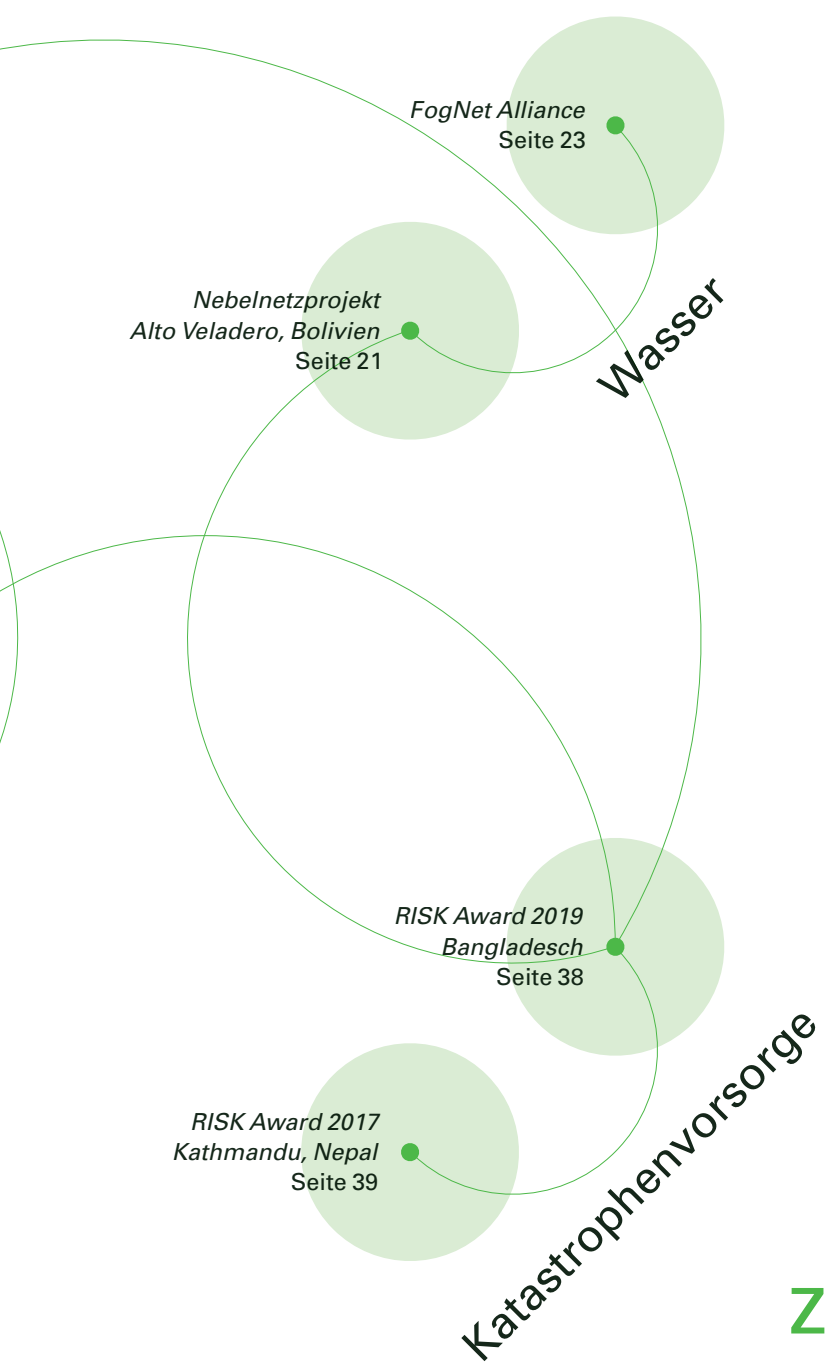 FogNet Alliance
Seite 23
Nebelnetzprojekt
Alto Veladero, Bolivien
Seite 21
Wasser
RISK Award 2019
Bangladesch
Seite 38
RISK Award 2017
Kathmandu, Nepal
Seite 39
Katastrophenvorsorge
Z